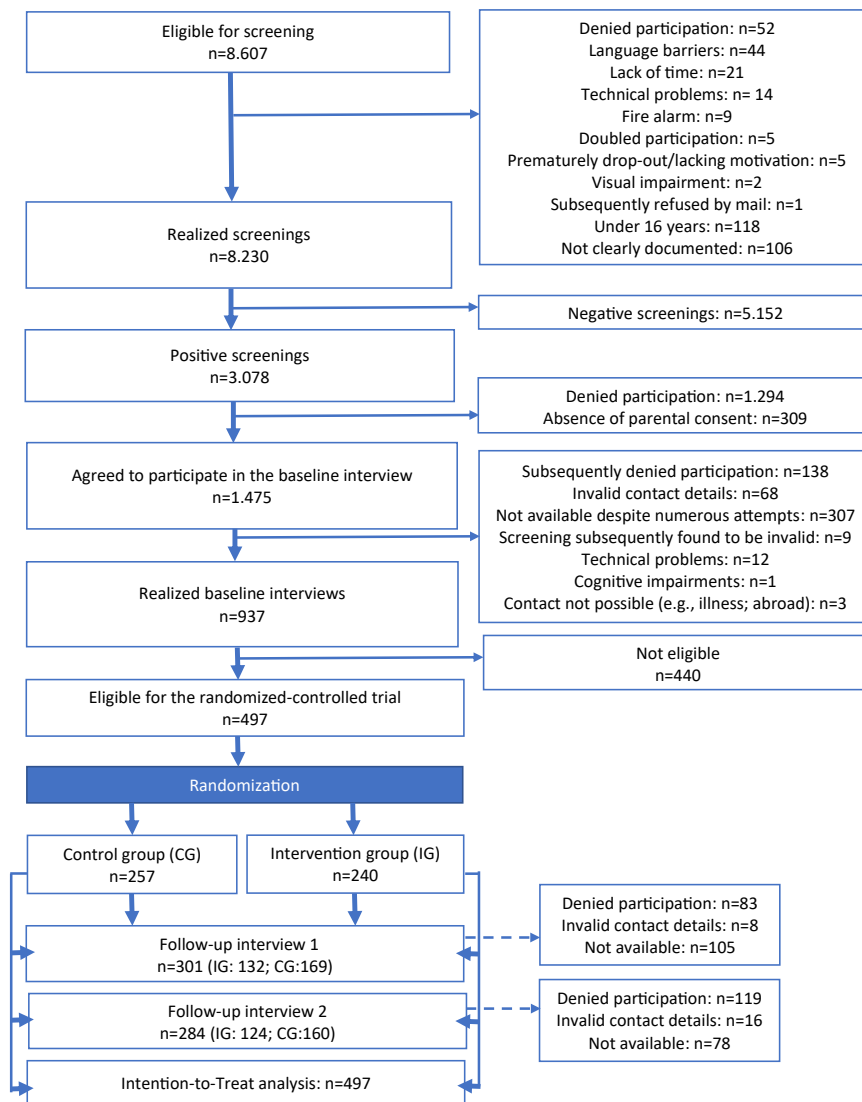 Eligible for screening
n=8.607
Denied participation: n=52
Language barriers: n=44
Lack of time: n=21
Technical problems: n= 14
Fire alarm: n=9
Doubled participation: n=5
Prematurely drop-out/lacking motivation: n=5
Visual impairment: n=2
Subsequently refused by mail: n=1
Under 16 years: n=118
Not clearly documented: n=106
Realized screenings
n=8.230
Negative screenings: n=5.152
Positive screenings
n=3.078
Denied participation: n=1.294
Absence of parental consent: n=309
Agreed to participate in the baseline interview
n=1.475
Subsequently denied participation: n=138
Invalid contact details: n=68
Not available despite numerous attempts: n=307
Screening subsequently found to be invalid: n=9
Technical problems: n=12
Cognitive impairments: n=1
Contact not possible (e.g., illness; abroad): n=3
Realized baseline interviews
n=937
Not eligible
n=440
Eligible for the randomized-controlled trial
n=497
Randomization
Control group (CG)
n=257
Intervention group (IG)
n=240
Follow-up interview 1
n=301 (IG: 132; CG:169)
Denied participation: n=83
Invalid contact details: n=8
Not available: n=105
Follow-up interview 2
n=284 (IG: 124; CG:160)
Denied participation: n=119
Invalid contact details: n=16
Not available: n=78
Intention-to-Treat analysis: n=497